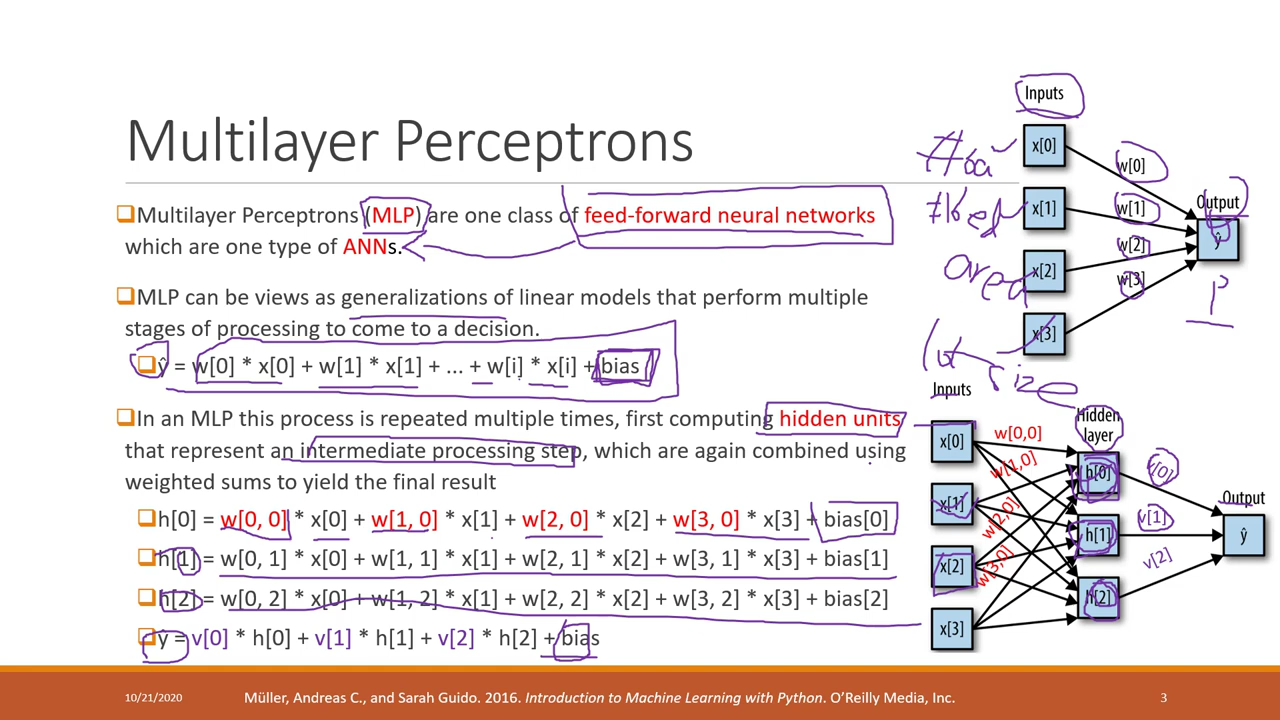 Multilayer Perceptrons
Multilayer Perceptrons (MLP) are one class of feed-forward neural networks
which are one type of ANNs.
MLP can be views as generalizations of linear models that perform multiple
stages of processing to come to a decision.
ŷ = w[0] * x[0] + w[1] * x[1] + ... + w[i] * x[i] + bias
In an MLP this process is repeated multiple times, first computing hidden units
that represent an intermediate processing step, which are again combined using
weighted sums to yield the final result
h[0] = w[0, 0] * x[0] + w[1, 0] * x[1] + w[2, 0] * x[2] + w[3, 0] * x[3] + bias[0]
h[1] = w[0, 1] * x[0] + w[1, 1] * x[1] + w[2, 1] * x[2] + w[3, 1] * x[3] + bias[1]
h[2] = w[0, 2] * x[0] + w[1, 2] * x[1] + w[2, 2] * x[2] + w[3, 2] * x[3] + bias[2]
ŷ = v[0] * h[0] + v[1] * h[1] + v[2] * h[2] + bias
Inputs
x[0]
w[0]
#bed
x[1]
w[1]
Output
area
x[2]
w[2]
ŷ
w[3]
P
lot
x[3]
size
Inputs
Hidden
layer
x[0]
w[0,0]
w[1,0]
h[0]
v[0]
x[1]
w[2,0]
h[1]
v[1]
Output
ŷ
x[2]
w[3,0]
v[2]
h[2]
x[3]
10/21/2020
Müller, Andreas C., and Sarah Guido. 2016. Introduction to Machine Learning with Python. O’Reilly Media, Inc.
3